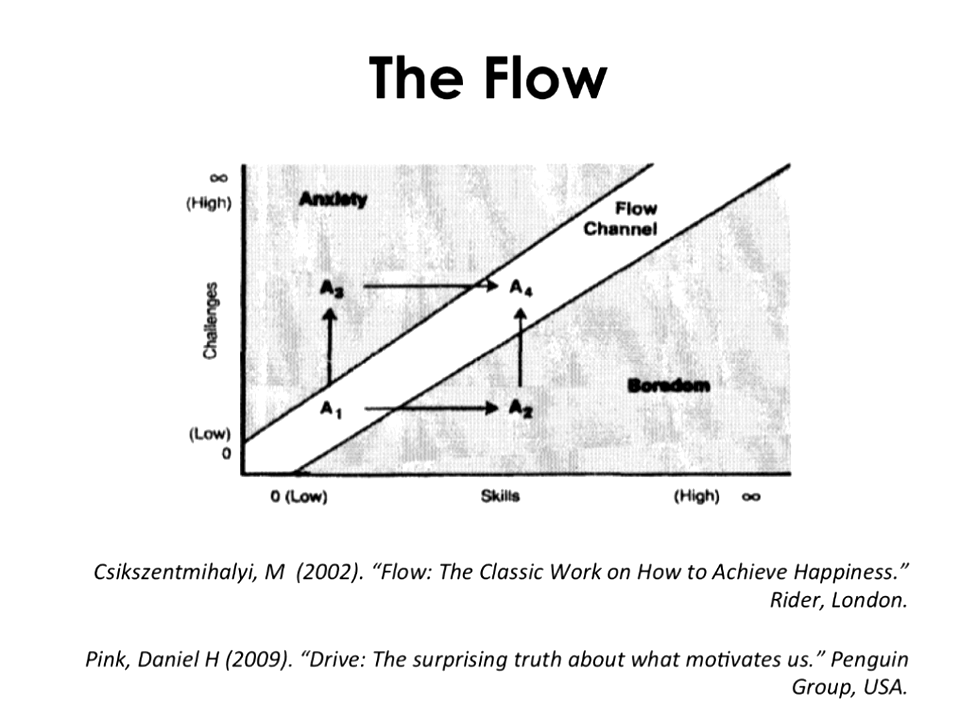 The Flow
∞
(High)
Anxiety
Flow
Channel
A3
A4
Challenges
Boredom
A1
A2
(Low)
0
0 (Low)
Skills
(High) ∞
Csikszentmihalyi, M (2002). “Flow: The Classic Work on How to Achieve Happiness.”
Rider, London.
Pink, Daniel H (2009). “Drive: The surprising truth about what motivates us.” Penguin
Group, USA.